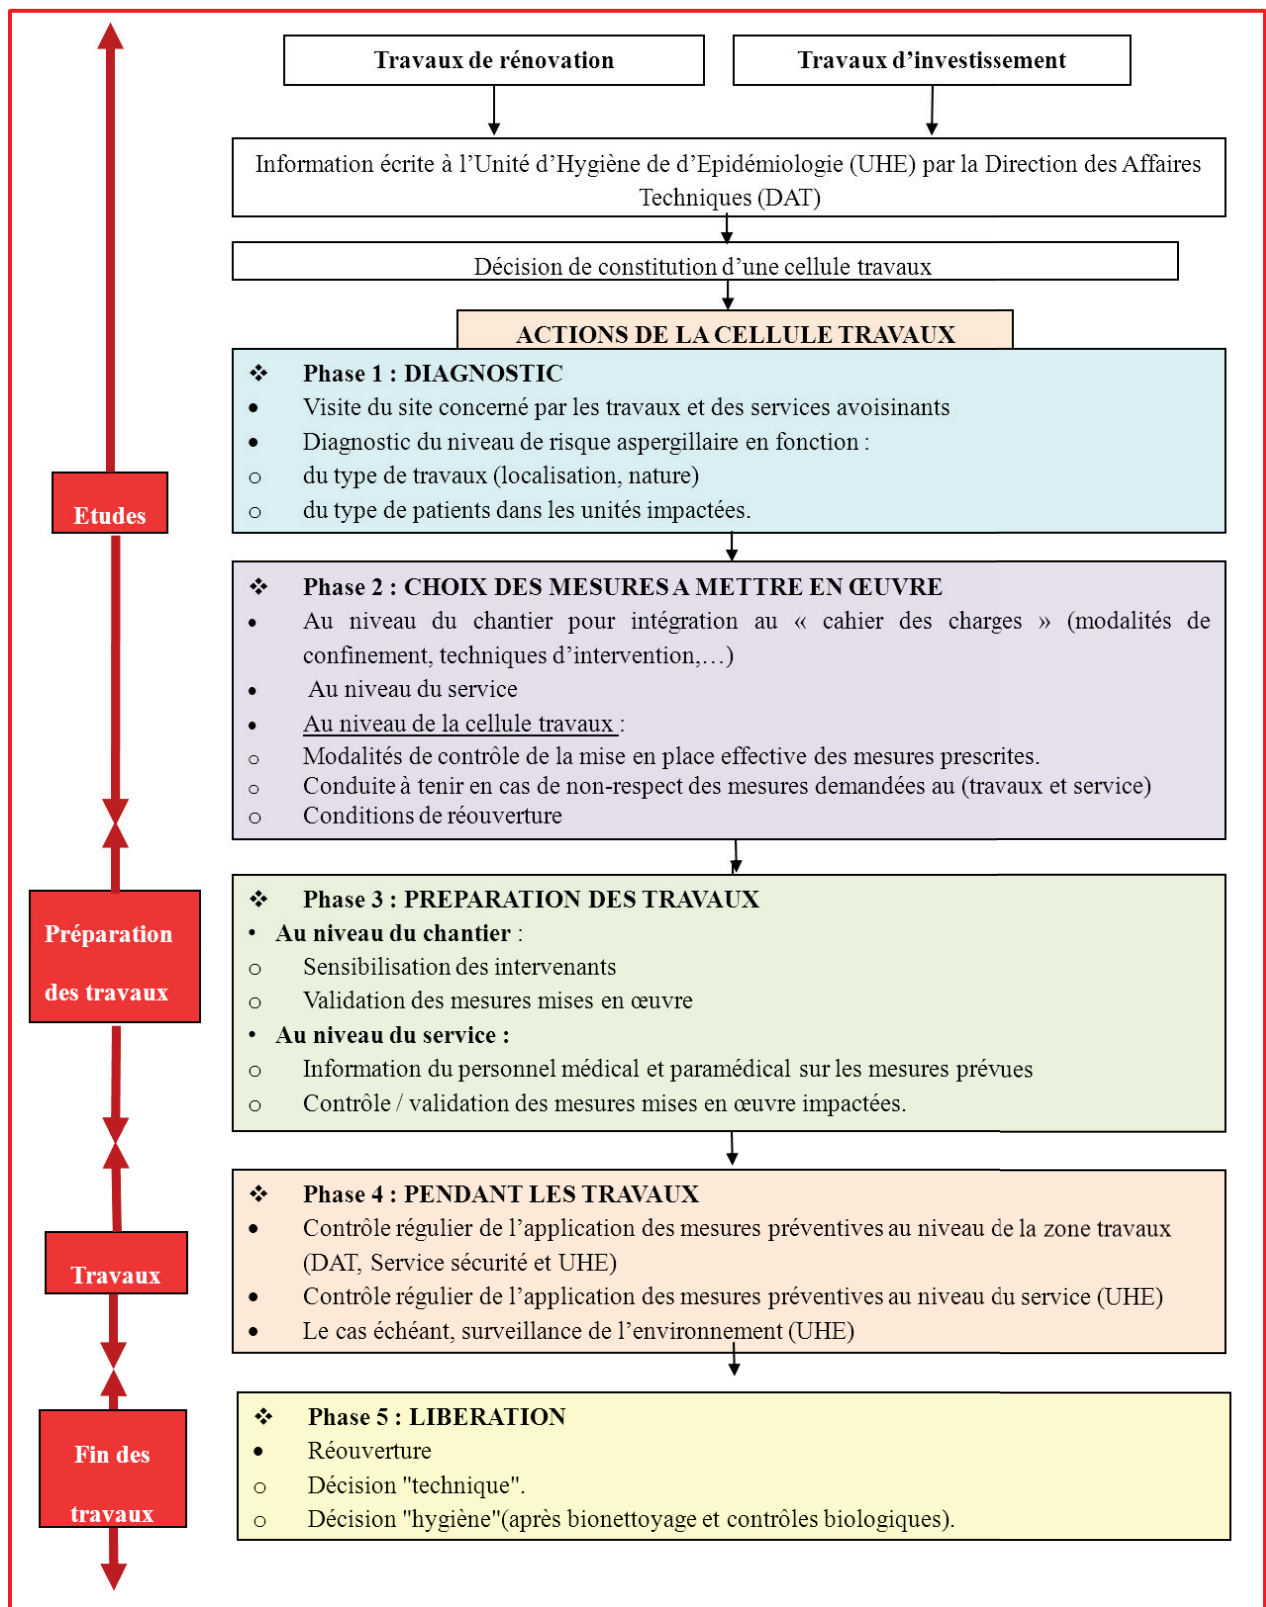 Travaux de rénovation
Travaux d’investissement
Information écrite à l’Unité d’Hygiène de d’Epidémiologie (UHE) par la Direction des Affaires
Techniques (DAT)
Décision de constitution d’une cellule travaux
ACTIONS DE LA CELLULE TRAVAUX
❖ Phase 1 : DIAGNOSTIC
• Visite du site concerné par les travaux et des services avoisinants
• Diagnostic du niveau de risque aspergillaire en fonction :
o du type de travaux (localisation, nature)
o du type de patients dans les unités impactées.
Etudes
❖ Phase 2 : CHOIX DES MESURES A METTRE EN ŒUVRE
• Au niveau du chantier pour intégration au « cahier des charges » (modalités de
confinement, techniques d’intervention,…)
• Au niveau du service
• Au niveau de la cellule travaux :
o Modalités de contrôle de la mise en place effective des mesures prescrites.
o Conduite à tenir en cas de non-respect des mesures demandées au (travaux et service)
o Conditions de réouverture
Préparation
des travaux
❖ Phase 3 : PREPARATION DES TRAVAUX
• Au niveau du chantier :
o Sensibilisation des intervenants
o Validation des mesures mises en œuvre
• Au niveau du service :
o Information du personnel médical et paramédical sur les mesures prévues
o Contrôle / validation des mesures mises en œuvre impactées.
Travaux
❖ Phase 4 : PENDANT LES TRAVAUX
• Contrôle régulier de l’application des mesures préventives au niveau de la zone travaux
(DAT, Service sécurité et UHE)
• Contrôle régulier de l’application des mesures préventives au niveau du service (UHE)
• Le cas échéant, surveillance de l’environnement (UHE)
Fin des
travaux
❖ Phase 5 : LIBERATION
• Réouverture
o Décision "technique".
o Décision "hygiène"(après bionettoyage et contrôles biologiques).